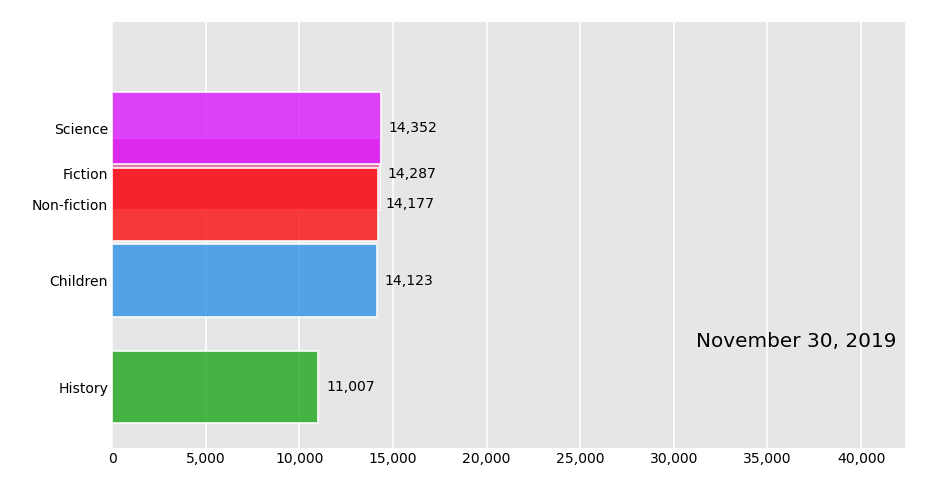 Science 14,352
Fiction 14,287
Non-fiction 14,177
Children 14,123
November 30, 2019
History 11,007
0 5,000 10,000 15,000 20,000 25,000 30,000 35,000 40,000